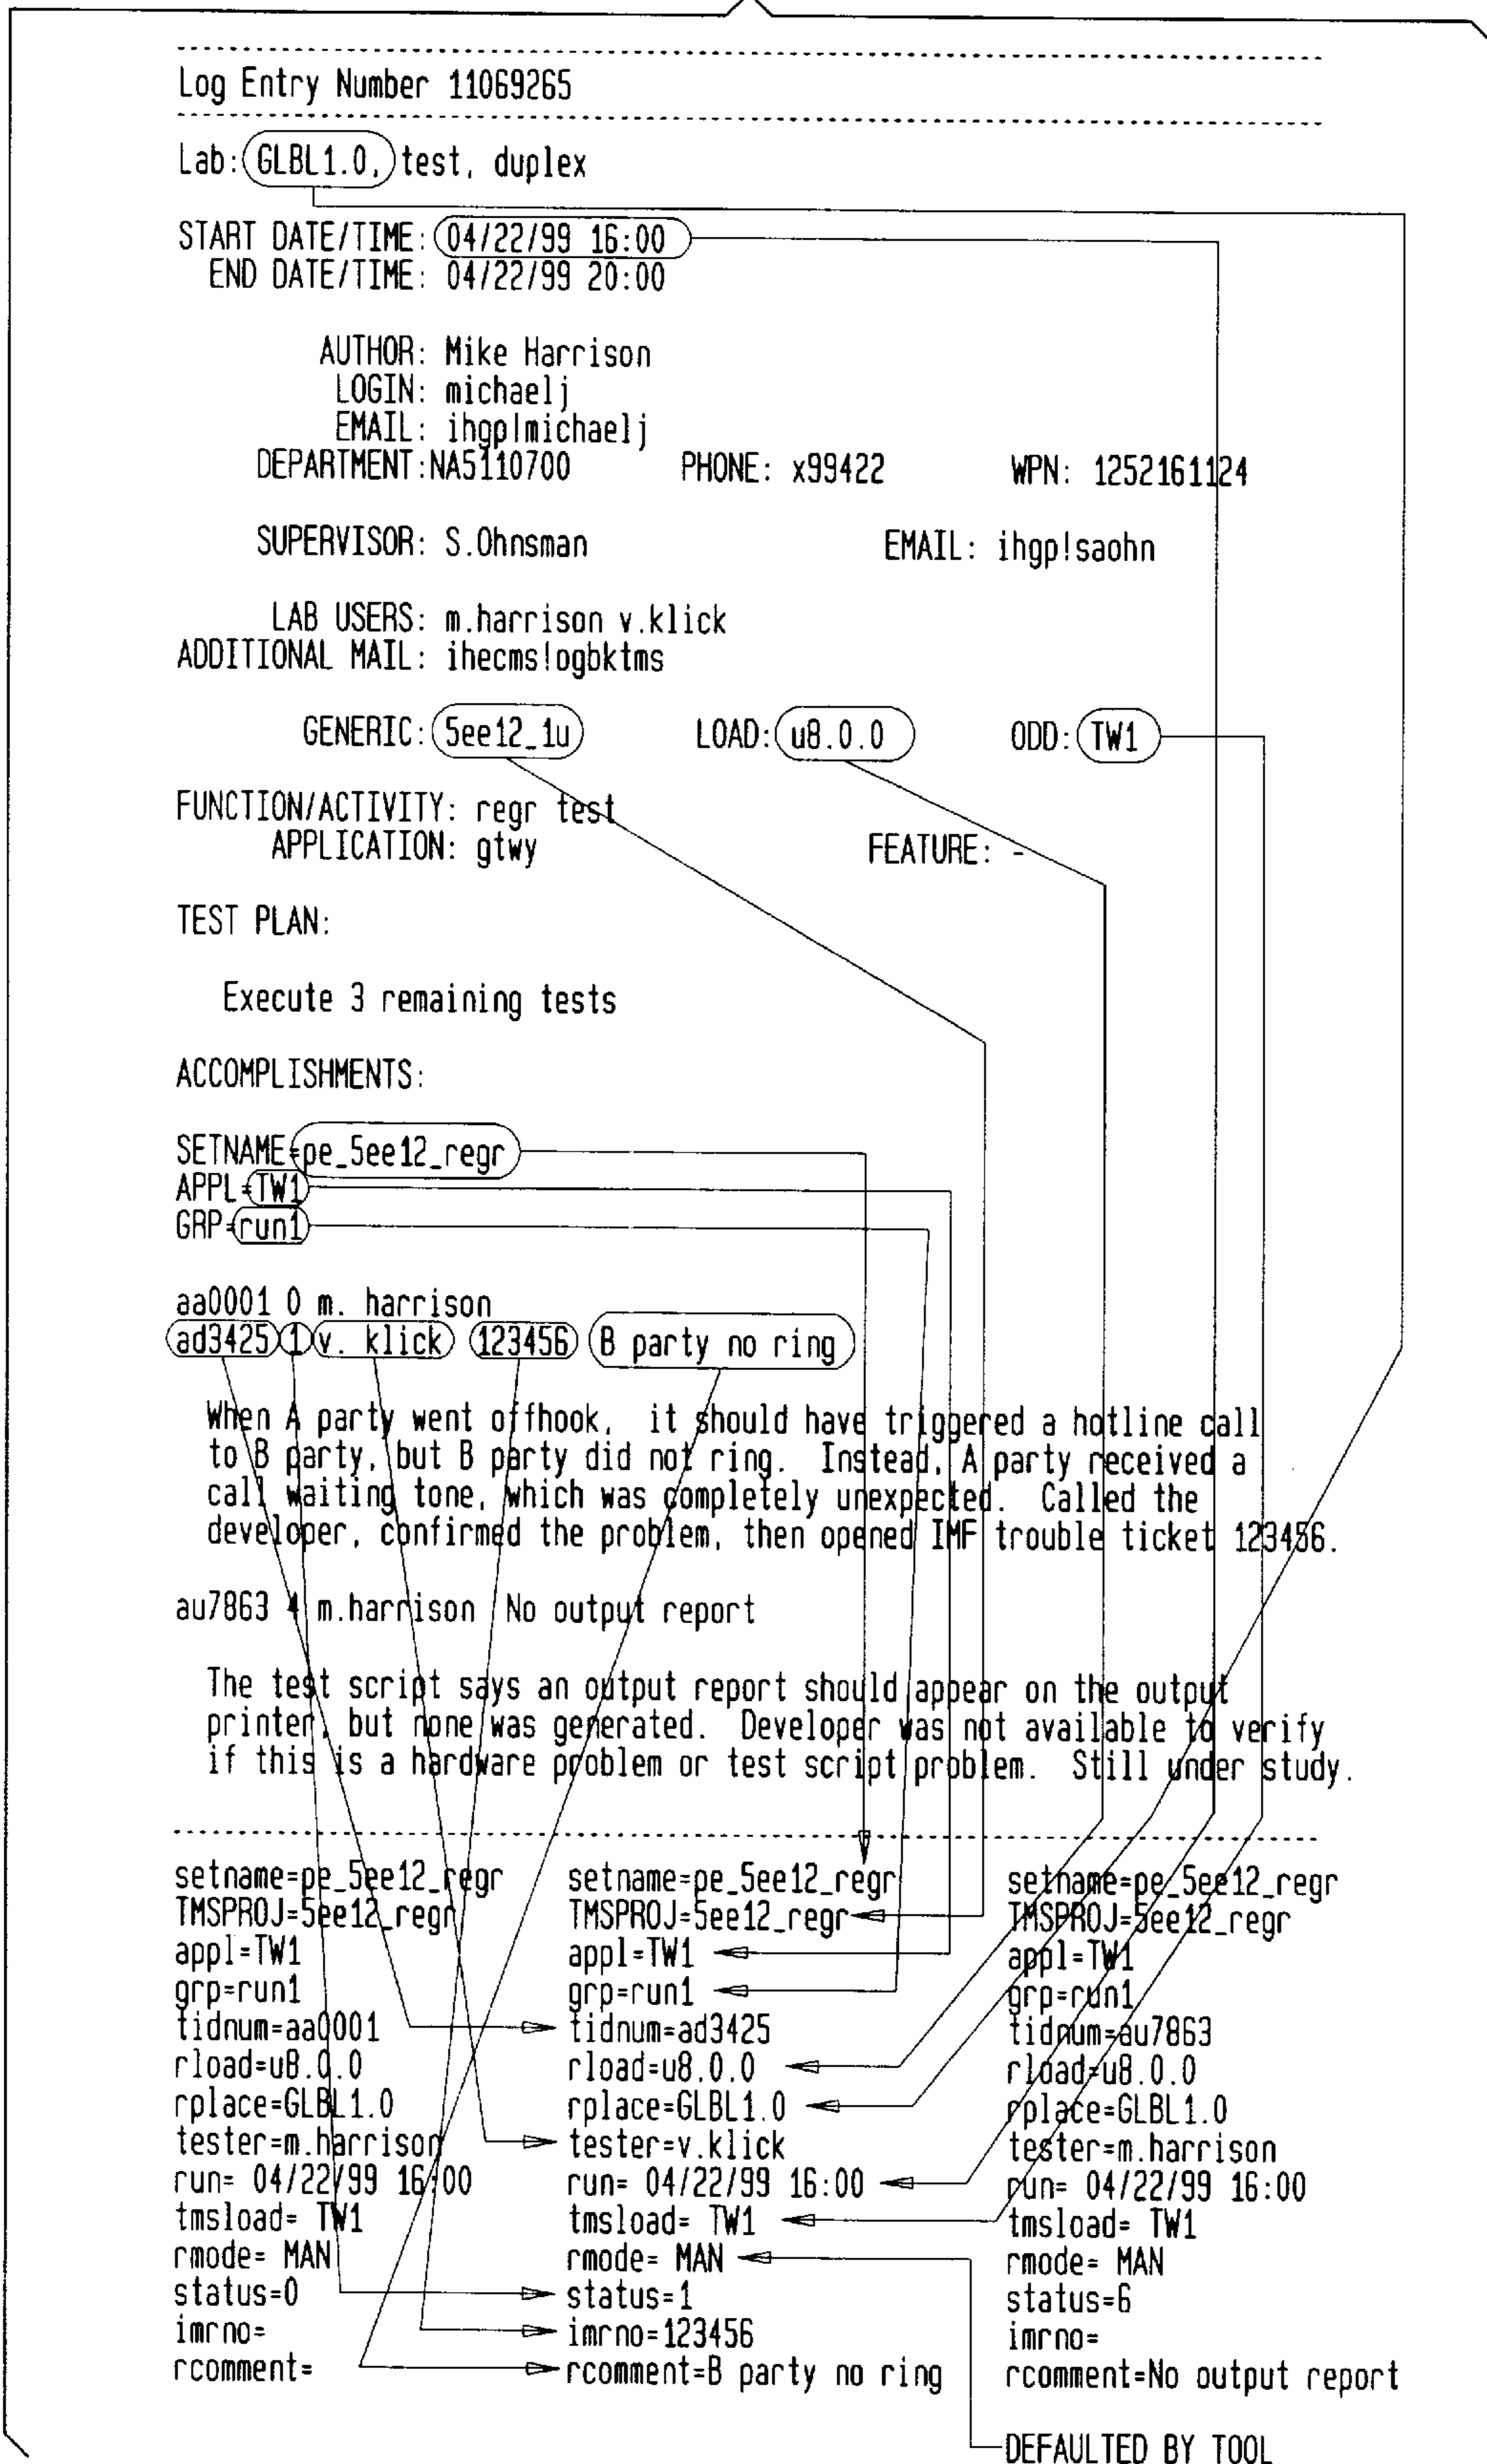 Log Entry Number 11069265
Lab: GLBL1.0, test, duplex
START DATE/TIME: 04/22/99 16:00
END DATE/TIME: 04/22/99 20:00
AUTHOR: Mike Harrison
LOGIN: michaelj
EMAIL: ihgp!michaelj
DEPARTMENT:NA5110700 PHONE: x99422 WPN: 1252161124
SUPERVISOR: S.Ohnsman EMAIL: ihgp!saohn
LAB USERS: m.harrison v.klick
ADDITIONAL MAIL: ihecms!ogbktms
GENERIC: 5ee12_1u LOAD: u8.0.0 ODD: TW1
FUNCTION/ACTIVITY: regr test
APPLICATION: gtwy FEATURE: -
TEST PLAN:
Execute 3 remaining tests
ACCOMPLISHMENTS:
SETNAME=pe_5ee12_regr
APPL=TW1
GRP=run1
aa0001 0 m. harrison
ad3425 1 v. klick 123456 B party no ring
When A party went offhook, it should have triggered a hotline call
to B party, but B party did not ring. Instead, A party received a
call waiting tone, which was completely unexpected. Called the
developer, confirmed the problem, then opened IMF trouble ticket 123456.
au7863 4 m.harrison No output report
The test script says an output report should appear on the output
printer, but none was generated. Developer was not available to verify
if this is a hardware problem or test script problem. Still under study.
setname=pe_5ee12_regr setname=pe_5ee12_regr setname=pe_5ee12_regr
TMSPROJ=5ee12_regr TMSPROJ=5ee12_regr TMSPROJ=5ee12_regr
appl=TW1 appl=TW1 appl=TW1
grp=run1 grp=run1 grp=run1
tidnum=aa0001 tidnum=ad3425 tidnum=au7863
rload=u8.0.0 rload=u8.0.0 rload=u8.0.0
rplace=GLBL1.0 rplace=GLBL1.0 rplace=GLBL1.0
tester=m.harrison tester=v.klick tester=m.harrison
run= 04/22/99 16:00 run= 04/22/99 16:00 run= 04/22/99 16:00
tmsload= TW1 tmsload= TW1 tmsload= TW1
rmode= MAN rmode= MAN rmode= MAN
status=0 status=1 status=6
imrno= imrno=123456 imrno=
rcomment= rcomment=B party no ring rcomment=No output report
DEFAULTED BY TOOL